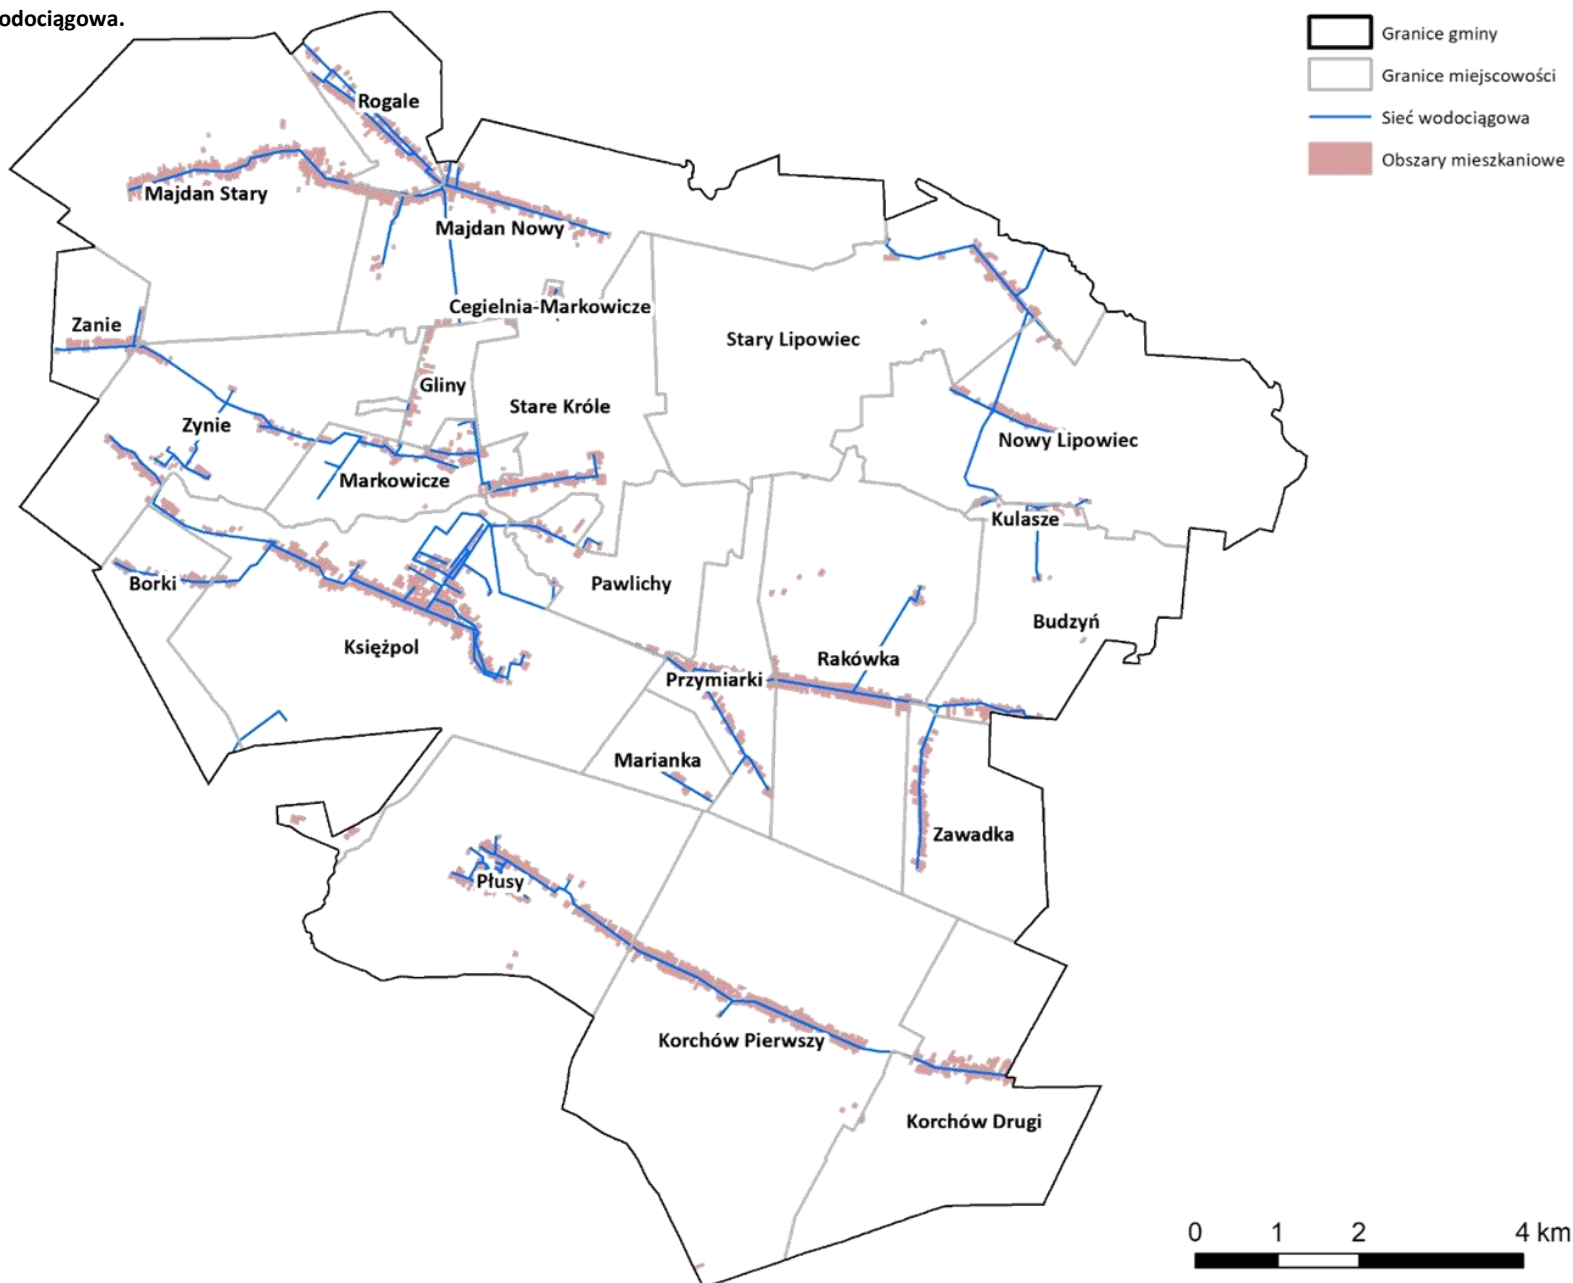 odociągowa.
Granice gminy
Granice miejscowości
Sieć wodociągowa
Obszary mieszkaniowe
Rogale
Majdan Stary
Majdan Nowy
Cegielnia-Markowicze
Zanie
Stary Lipowiec
Gliny
Stare Króle
Zynie
Nowy Lipowiec
Markowicze
Kulasze
Borki
Pawlichy
Budzyń
Księżpol
Rakówka
Przymiarki
Marianka
Zawadka
Płusy
Korchów Pierwszy
Korchów Drugi
0 1 2 4 km